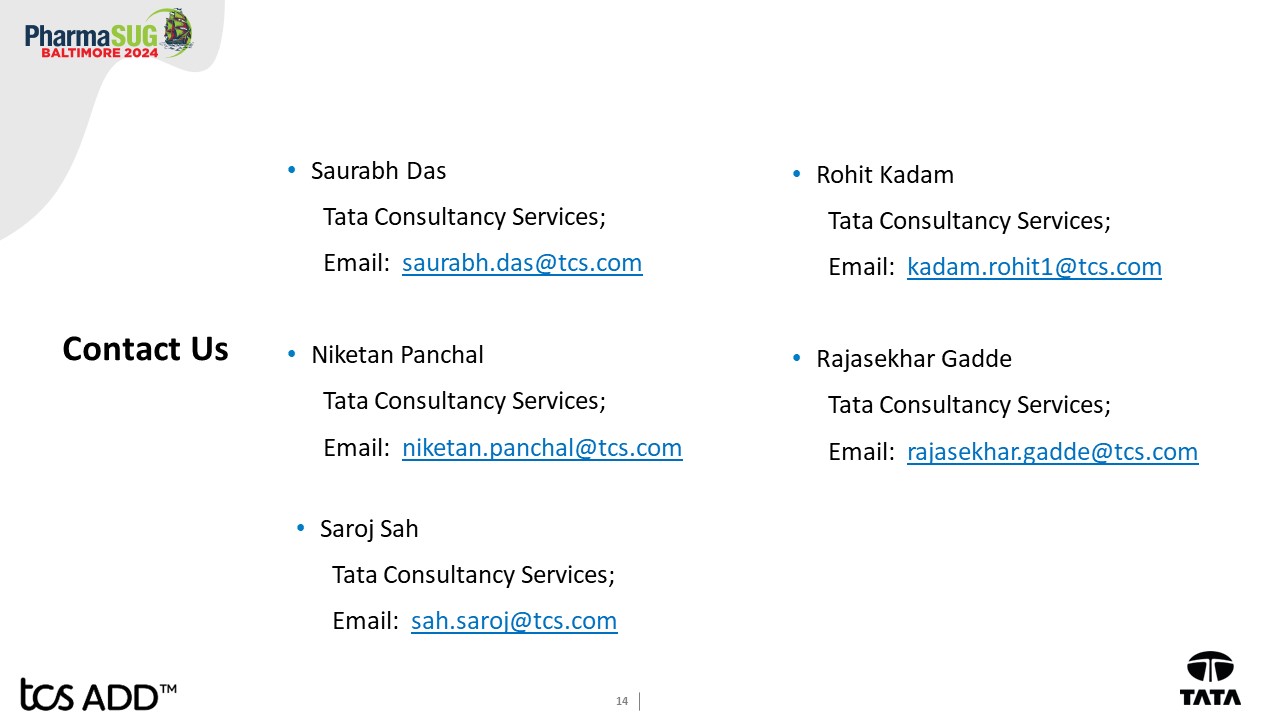 PharmaSUG
BALTIMORE 2024
Contact Us
• Saurabh Das
Tata Consultancy Services;
Email: saurabh.das@tcs.com
• Niketan Panchal
Tata Consultancy Services;
Email: niketan.panchal@tcs.com
• Saroj Sah
Tata Consultancy Services;
Email: sah.saroj@tcs.com
• Rohit Kadam
Tata Consultancy Services;
Email: kadam.rohit1@tcs.com
• Rajasekhar Gadde
Tata Consultancy Services;
Email: rajasekhar.gadde@tcs.com
tcs ADD™
14
TATA